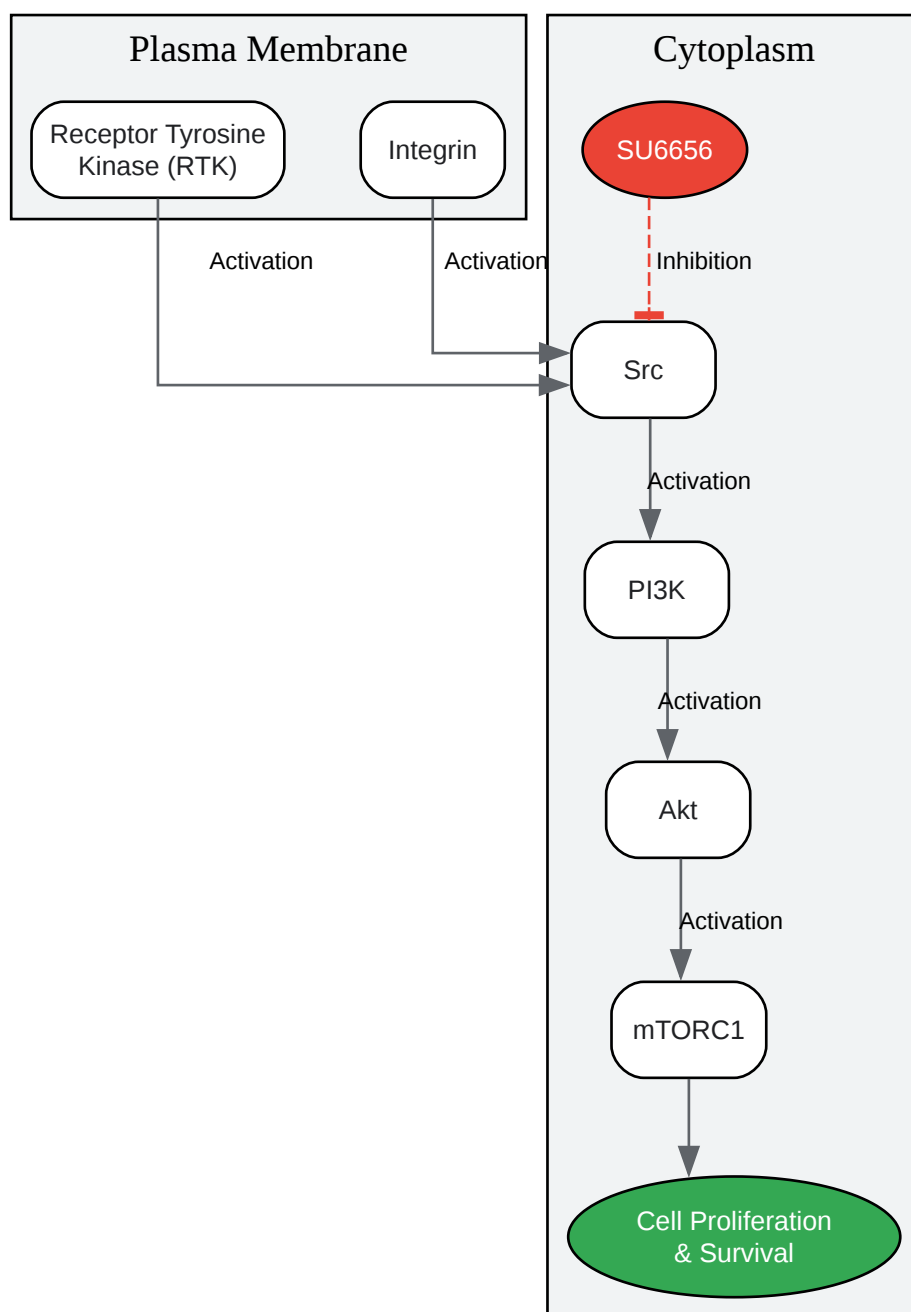 Plasma Membrane
Cytoplasm
Receptor Tyrosine
Kinase (RTK)
Integrin
SU6656
Activation
Activation
Inhibition
Src
Activation
PI3K
Activation
Akt
Activation
mTORC1
Cell Proliferation
& Survival